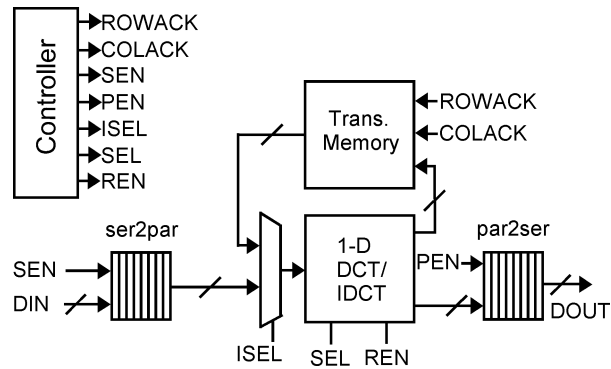 Controller
ROWACK
COLACK
SEN
PEN
ISEL
SEL
REN
Trans.
Memory
ROWACK
COLACK
ser2par
SEN
DIN
ISEL
1-D
DCT/
IDCT
SEL
REN
par2ser
PEN
DOUT